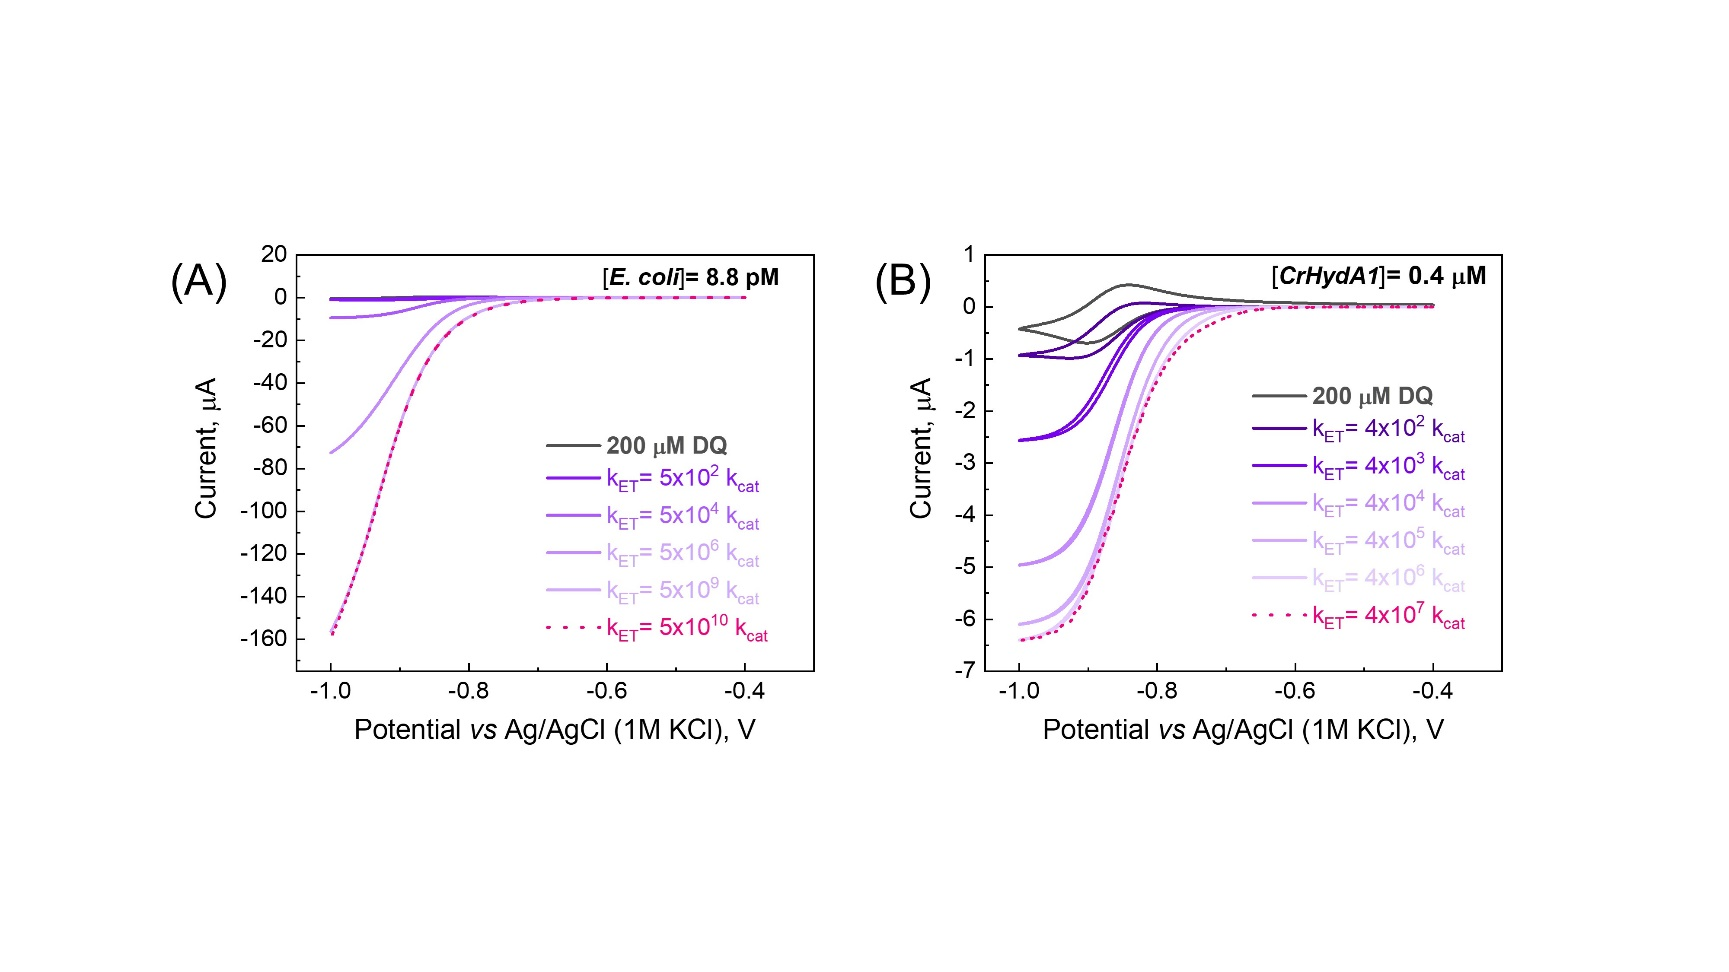 (A)
[E. coli]= 8.8 pM
20
0
-20
-40
-60
-80
-100
-120
-140
-160
Current, μA
200 μM DQ
kET= 5x10² kcat
kET= 5x10⁴ kcat
kET= 5x10⁶ kcat
kET= 5x10⁹ kcat
kET= 5x10¹⁰ kcat
-1.0 -0.8 -0.6 -0.4
Potential vs Ag/AgCl (1M KCl), V
(B)
[CrHydA1]= 0.4 μM
1
0
-1
-2
-3
-4
-5
-6
-7
Current, μA
200 μM DQ
kET= 4x10² kcat
kET= 4x10³ kcat
kET= 4x10⁴ kcat
kET= 4x10⁵ kcat
kET= 4x10⁶ kcat
kET= 4x10⁷ kcat
-1.0 -0.8 -0.6 -0.4
Potential vs Ag/AgCl (1M KCl), V